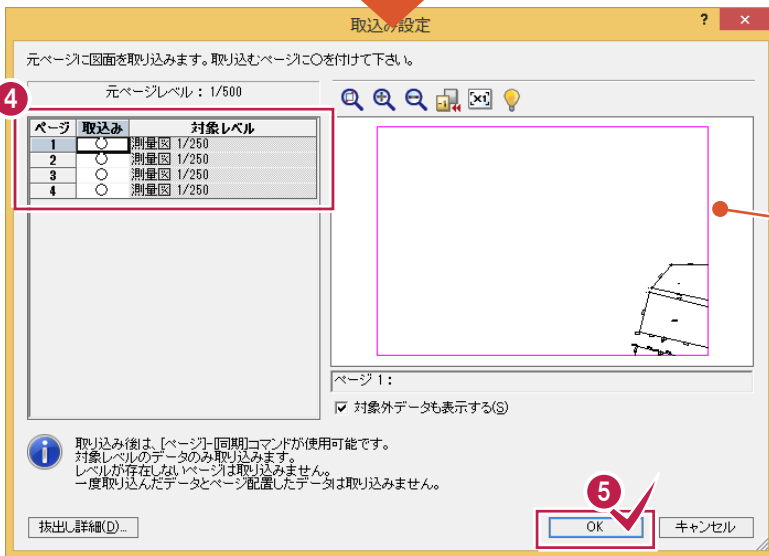 取込み設定
? ×
元ページに図面を取り込みます。取り込むページに○を付けて下さい。
4
元ページレベル : 1/500
ページ 取込み 対象レベル
1 ○ 測量図 1/250
2 ○ 測量図 1/250
3 ○ 測量図 1/250
4 ○ 測量図 1/250
ページ 1 :
対象外データも表示する(S)
取り込み後は、[ページ]-[同期]コマンドが使用可能です。
対象レベルのデータのみ取り込みます。
レベルが存在しないページは取り込みません。
一度取り込んだデータとページ配置したデータは取り込みません。
5
抜出し詳細(D)...
OK
キャンセル